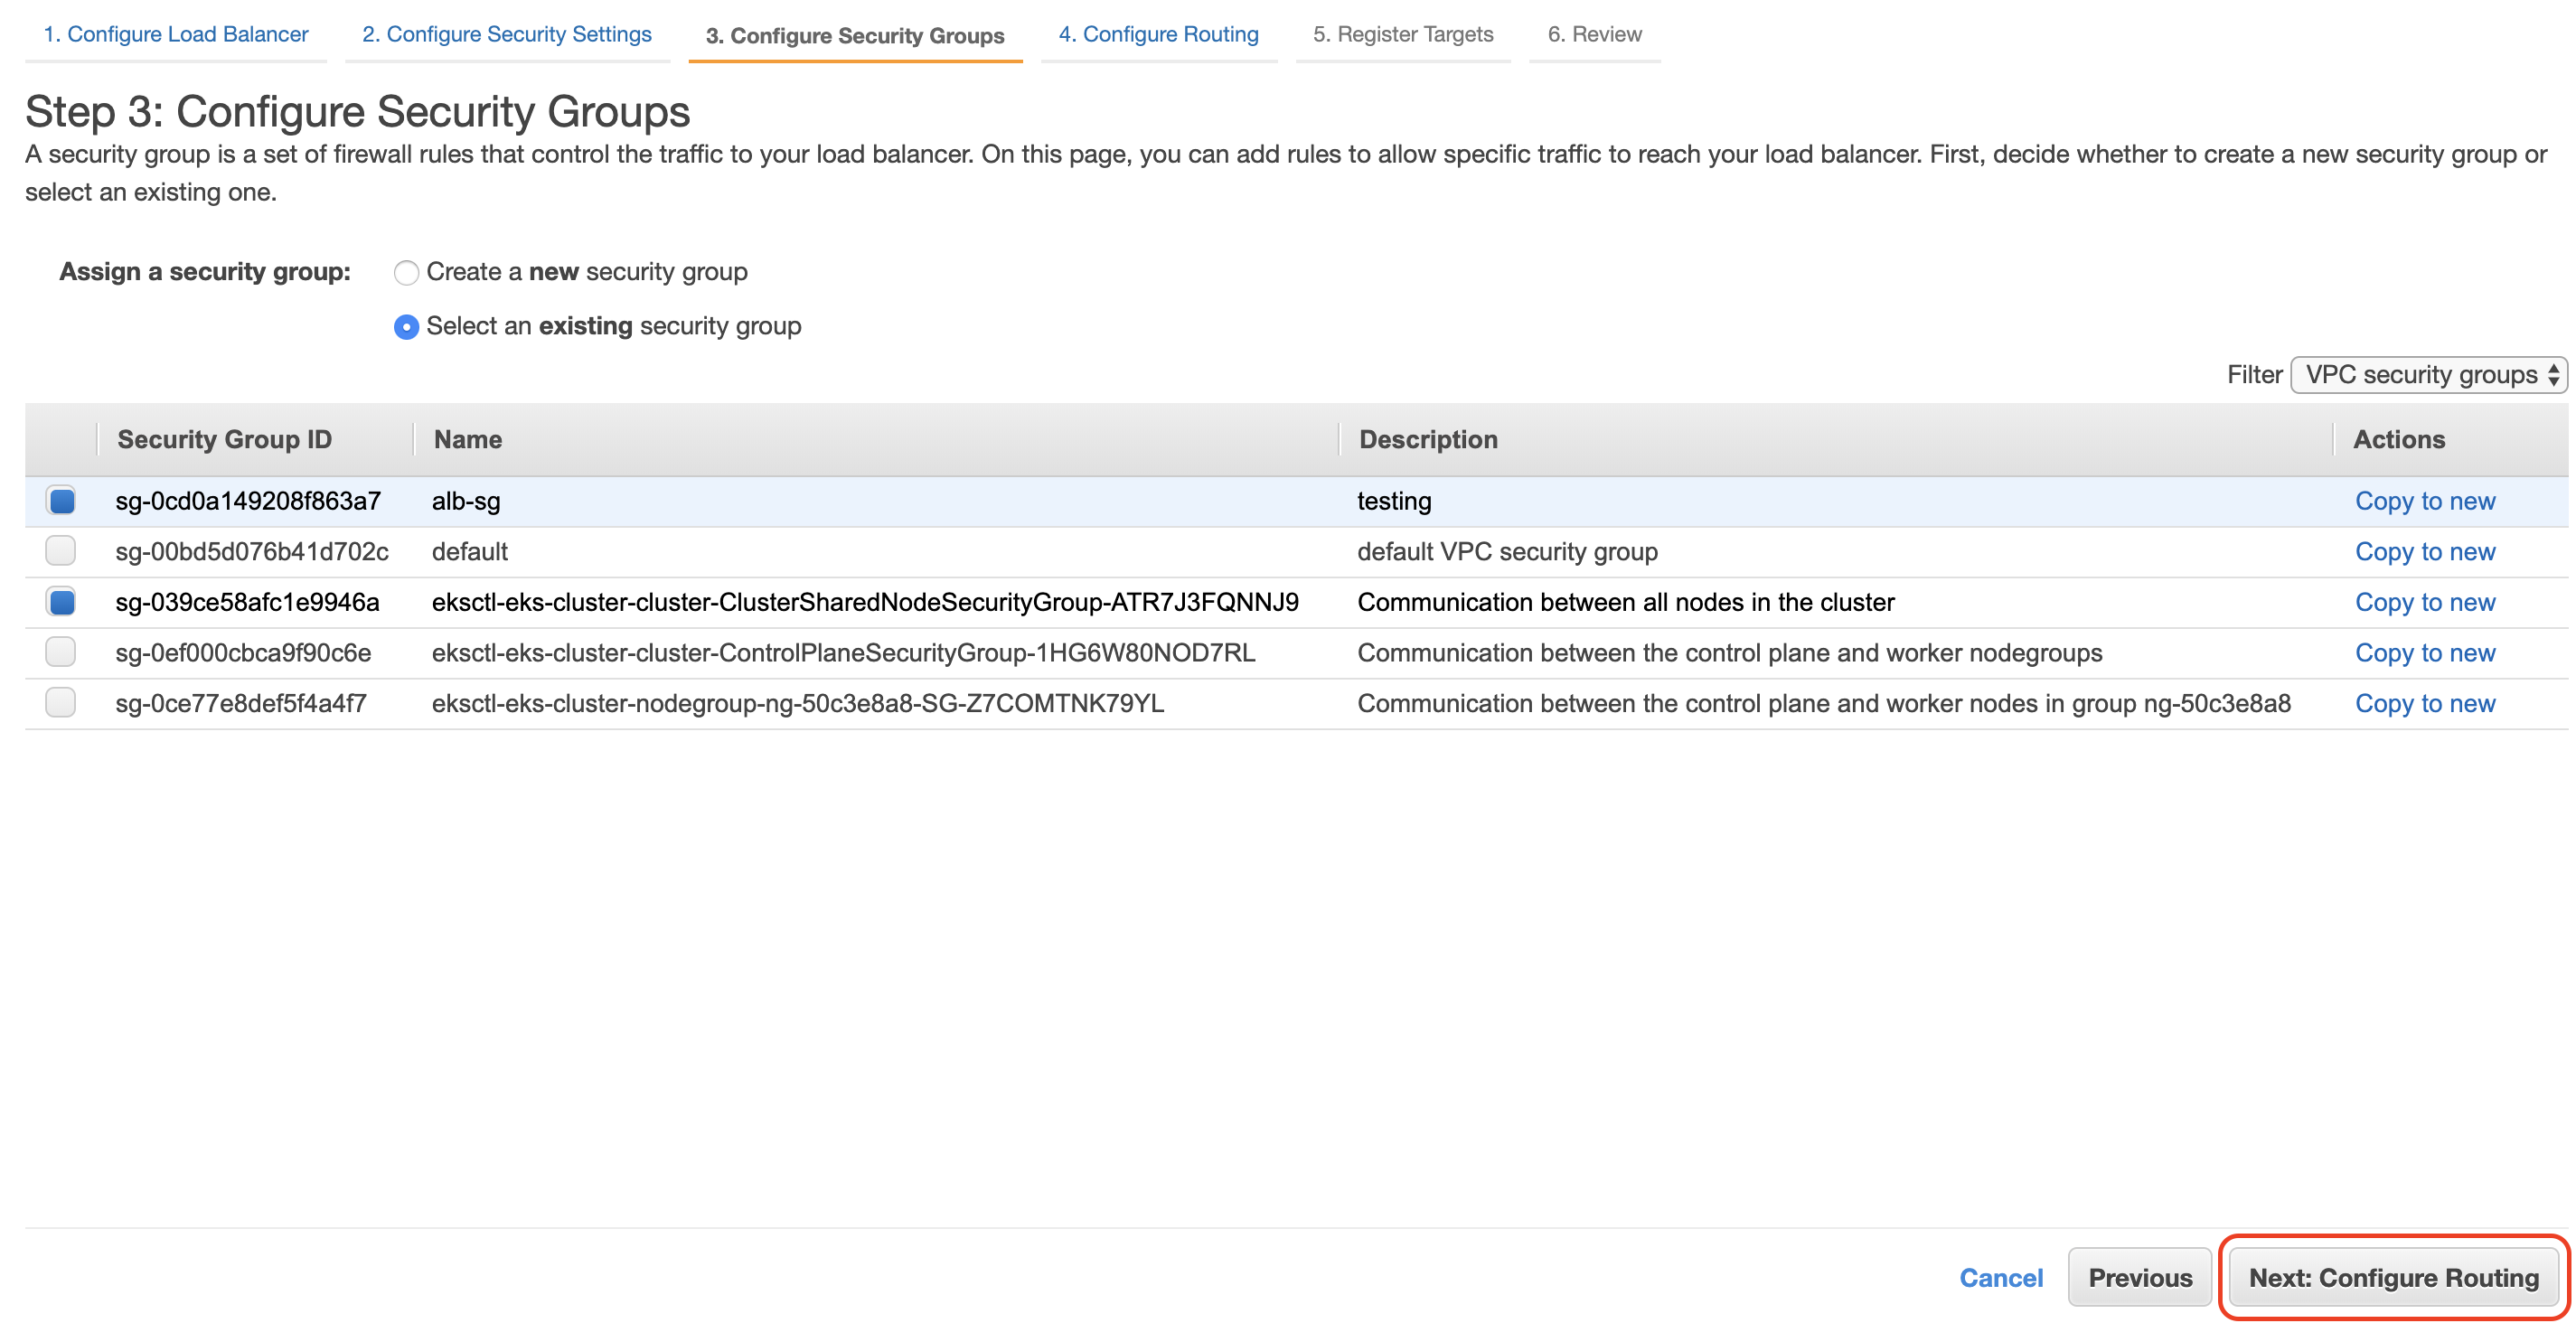 1. Configure Load Balancer 2. Configure Security Settings 3. Configure Security Groups 4. Configure Routing 5. Register Targets 6. Review
Step 3: Configure Security Groups
A security group is a set of firewall rules that control the traffic to your load balancer. On this page, you can add rules to allow specific traffic to reach your load balancer. First, decide whether to create a new security group or
select an existing one.
Assign a security group: Create a new security group
Select an existing security group
Filter VPC security groups
Security Group ID Name Description Actions
sg-0cd0a149208f863a7 alb-sg testing Copy to new
sg-00bd5d076b41d702c default default VPC security group Copy to new
sg-039ce58afc1e9946a eksctl-eks-cluster-cluster-ClusterSharedNodeSecurityGroup-ATR7J3FQNNJ9 Communication between all nodes in the cluster Copy to new
sg-0ef000cbca9f90c6e eksctl-eks-cluster-cluster-ControlPlaneSecurityGroup-1HG6W80NOD7RL Communication between the control plane and worker nodegroups Copy to new
sg-0ce77e8def5f4a4f7 eksctl-eks-cluster-nodegroup-ng-50c3e8a8-SG-Z7COMTNK79YL Communication between the control plane and worker nodes in group ng-50c3e8a8 Copy to new
Cancel Previous Next: Configure Routing